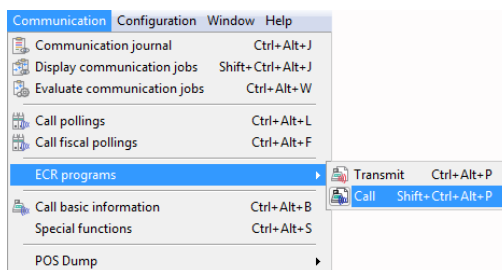 Communication Configuration Window Help
Communication journal Ctrl+Alt+J
Display communication jobs Shift+Ctrl+Alt+J
Evaluate communication jobs Ctrl+Alt+W
Call pollings Ctrl+Alt+L
Call fiscal pollings Ctrl+Alt+F
ECR programs
Transmit Ctrl+Alt+P
Call Shift+Ctrl+Alt+P
Call basic information Ctrl+Alt+B
Special functions Ctrl+Alt+S
POS Dump